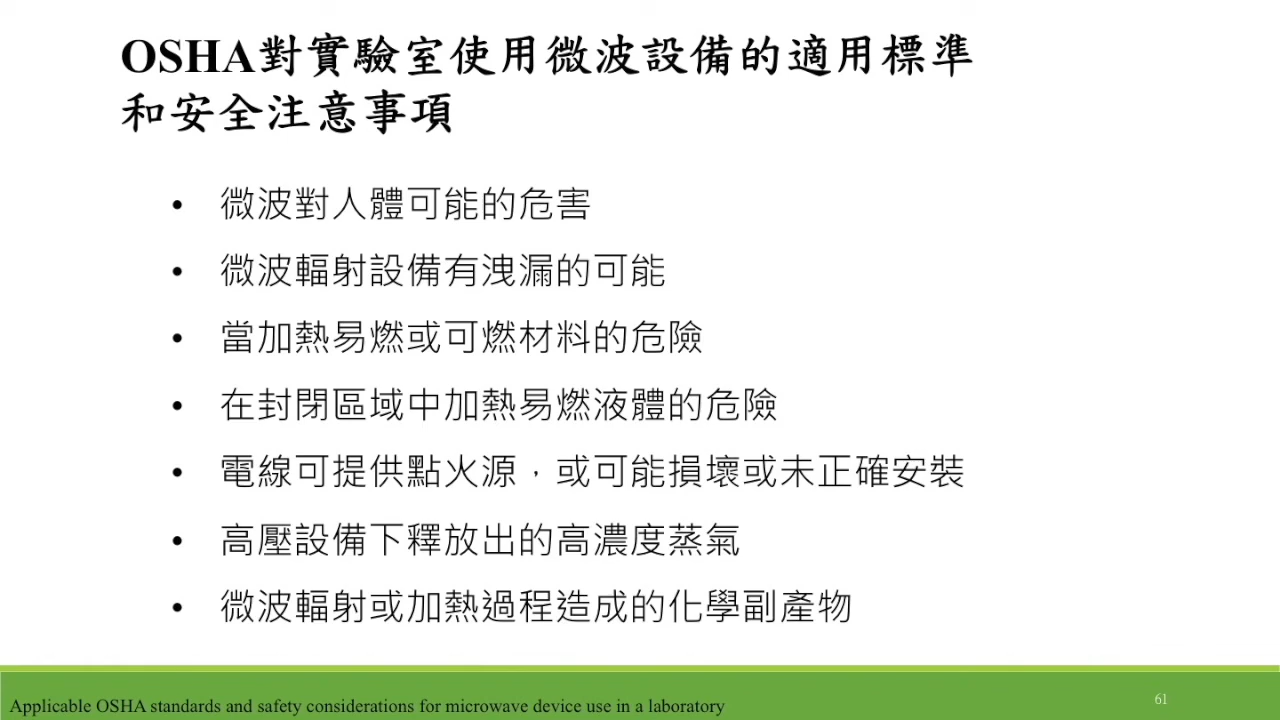 OSHA對實驗室使用微波設備的適用標準
和安全注意事項
• 微波對人體可能的危害
• 微波輻射設備有洩漏的可能
• 當加熱易燃或可燃材料的危險
• 在封閉區域中加熱易燃液體的危險
• 電線可提供點火源，或可能損壞或未正確安裝
• 高壓設備下釋放出的高濃度蒸氣
• 微波輻射或加熱過程造成的化學副產物
Applicable OSHA standards and safety considerations for microwave device use in a laboratory
61